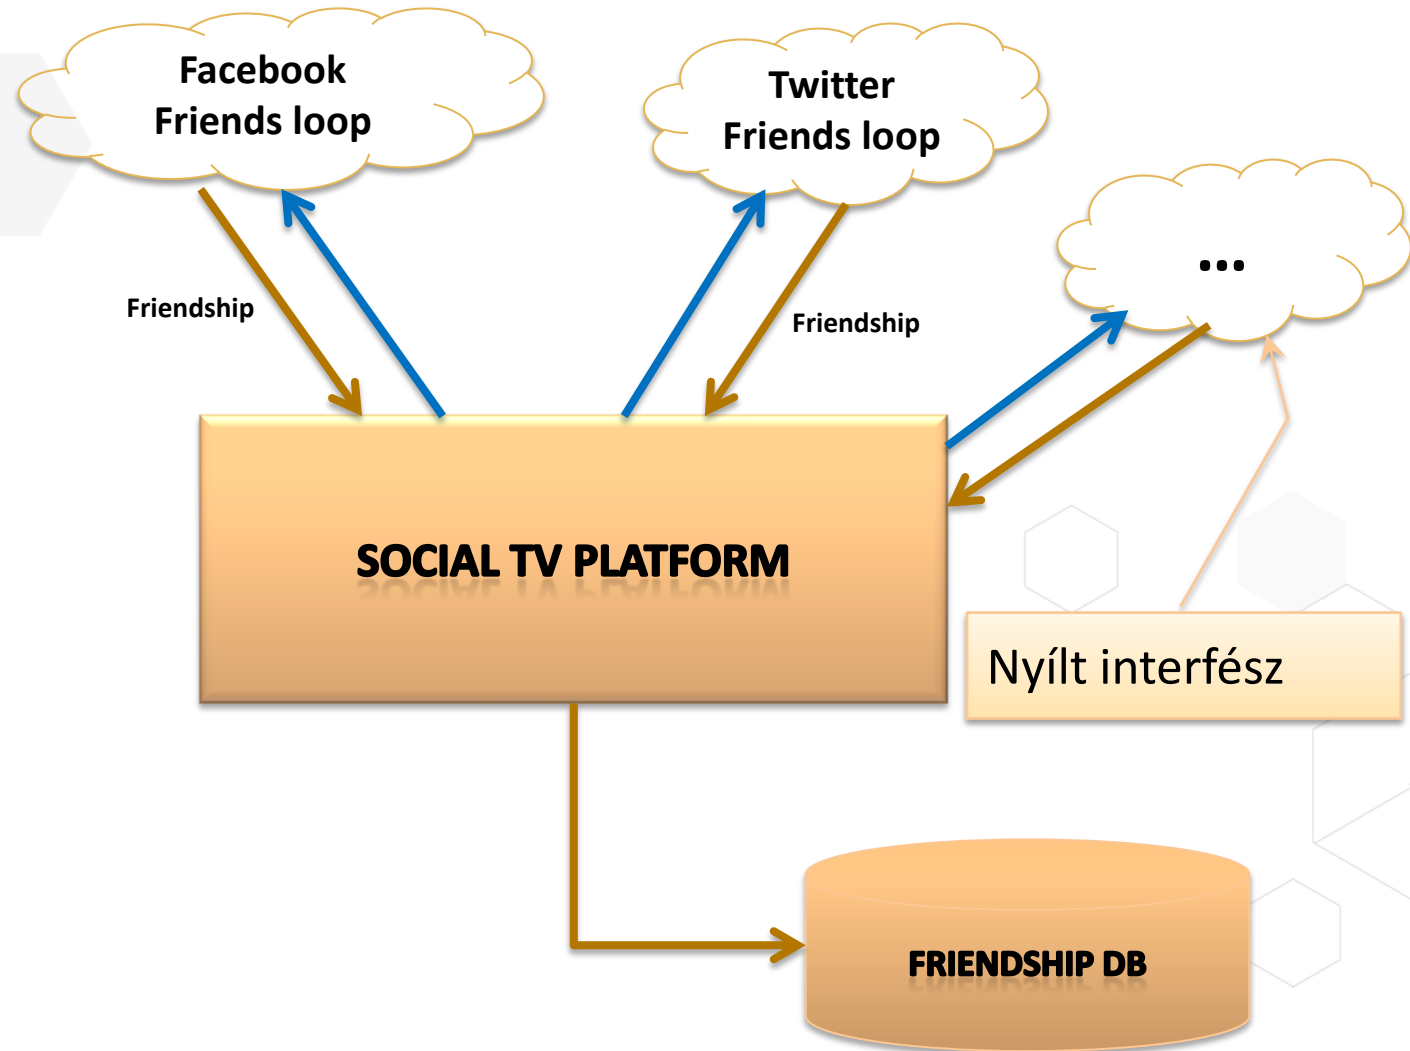 Facebook
Friends loop
Twitter
Friends loop
...
Friendship
Friendship
SOCIAL TV PLATFORM
Nyílt interfész
FRIENDSHIP DB